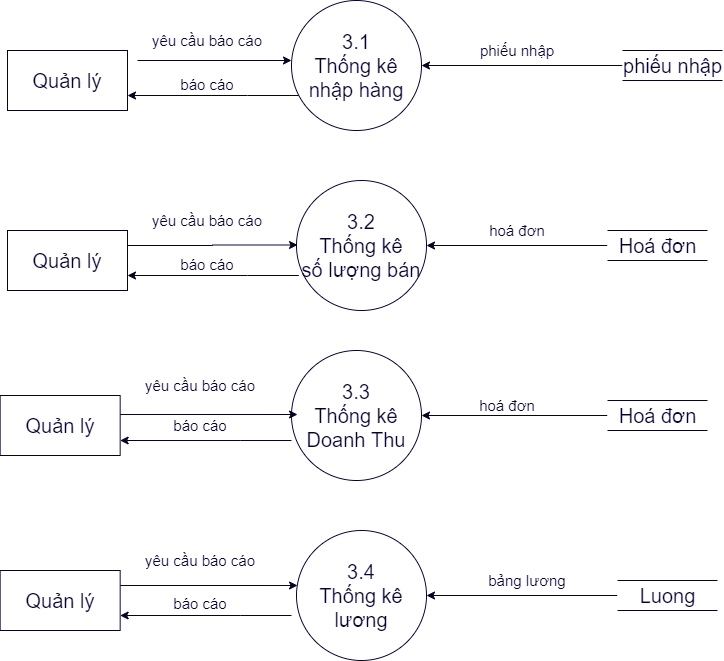 yêu cầu báo cáo
3.1
Thống kê
nhập hàng
phiếu nhập
phiếu nhập
Quản lý
báo cáo
yêu cầu báo cáo
3.2
Thống kê
số lượng bán
hoá đơn
Hoá đơn
Quản lý
báo cáo
yêu cầu báo cáo
3.3
Thống kê
Doanh Thu
hoá đơn
Hoá đơn
Quản lý
báo cáo
yêu cầu báo cáo
3.4
Thống kê
lương
bảng lương
Luong
Quản lý
báo cáo